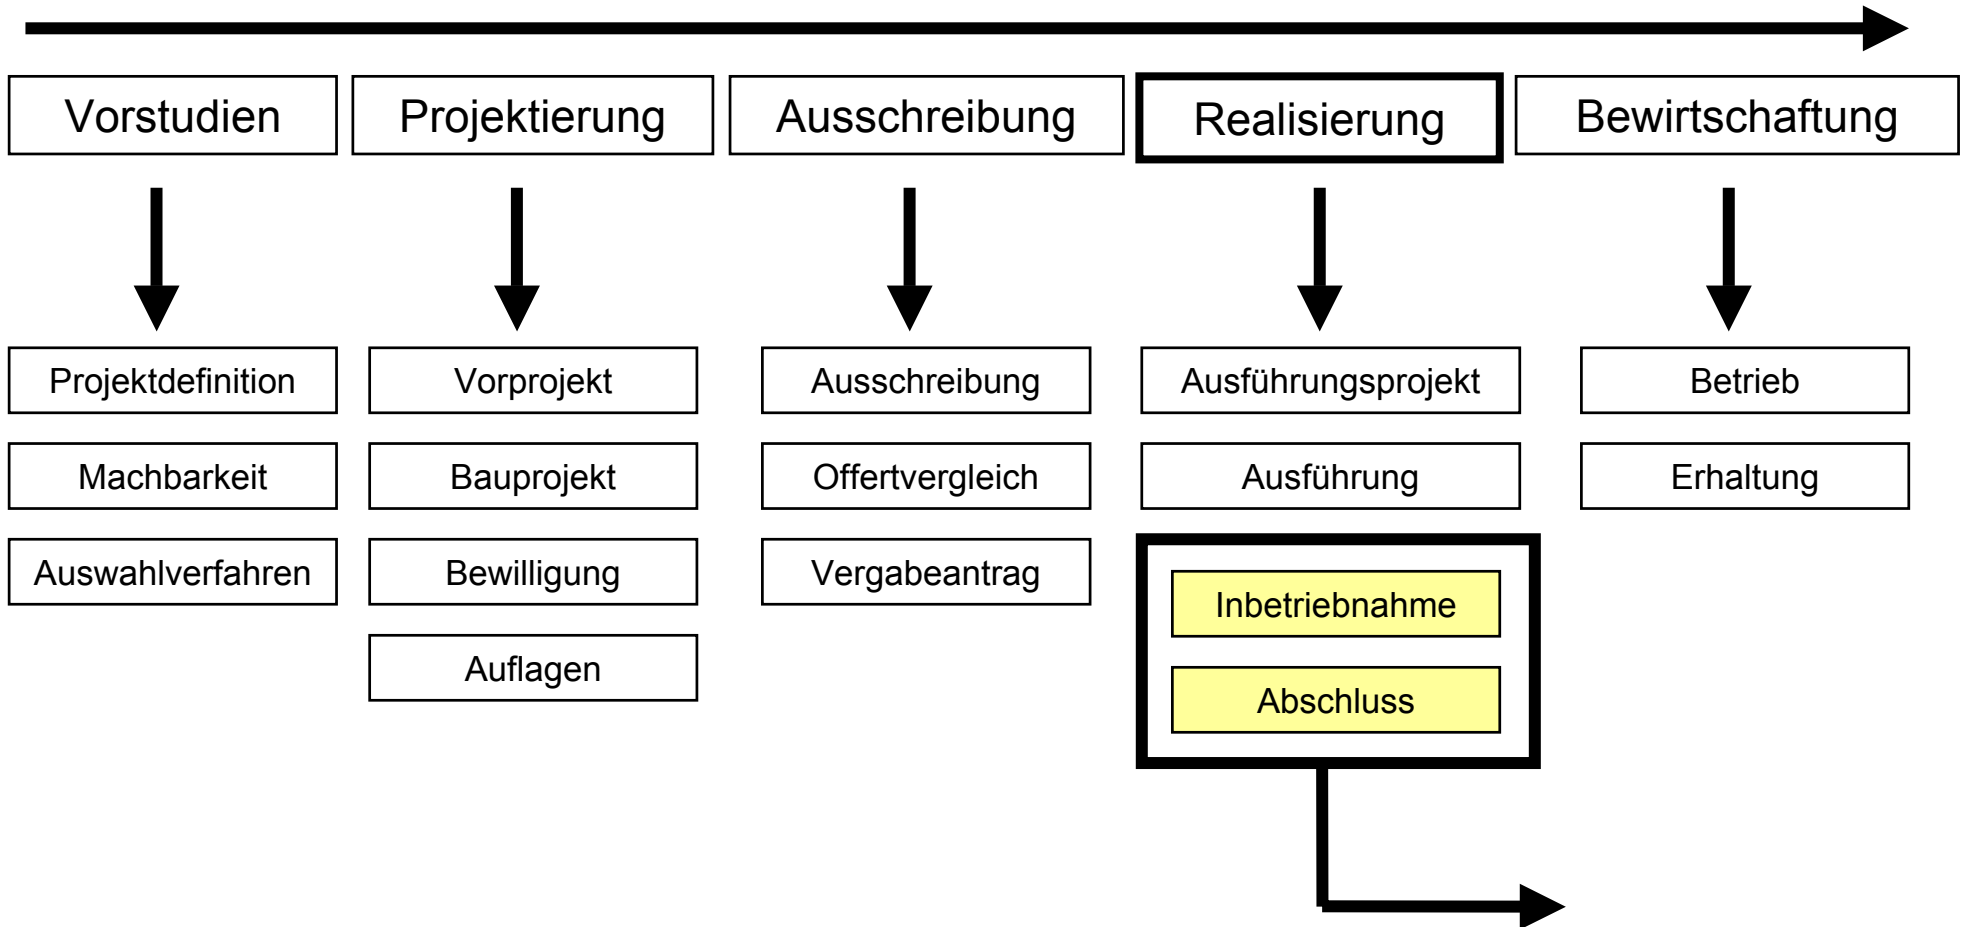 Vorstudien
Projektierung
Ausschreibung
Realisierung
Bewirtschaftung
Projektdefinition
Vorprojekt
Ausschreibung
Ausführungsprojekt
Betrieb
Machbarkeit
Bauprojekt
Offertvergleich
Ausführung
Erhaltung
Auswahlverfahren
Bewilligung
Vergabeantrag
Inbetriebnahme
Auflagen
Abschluss